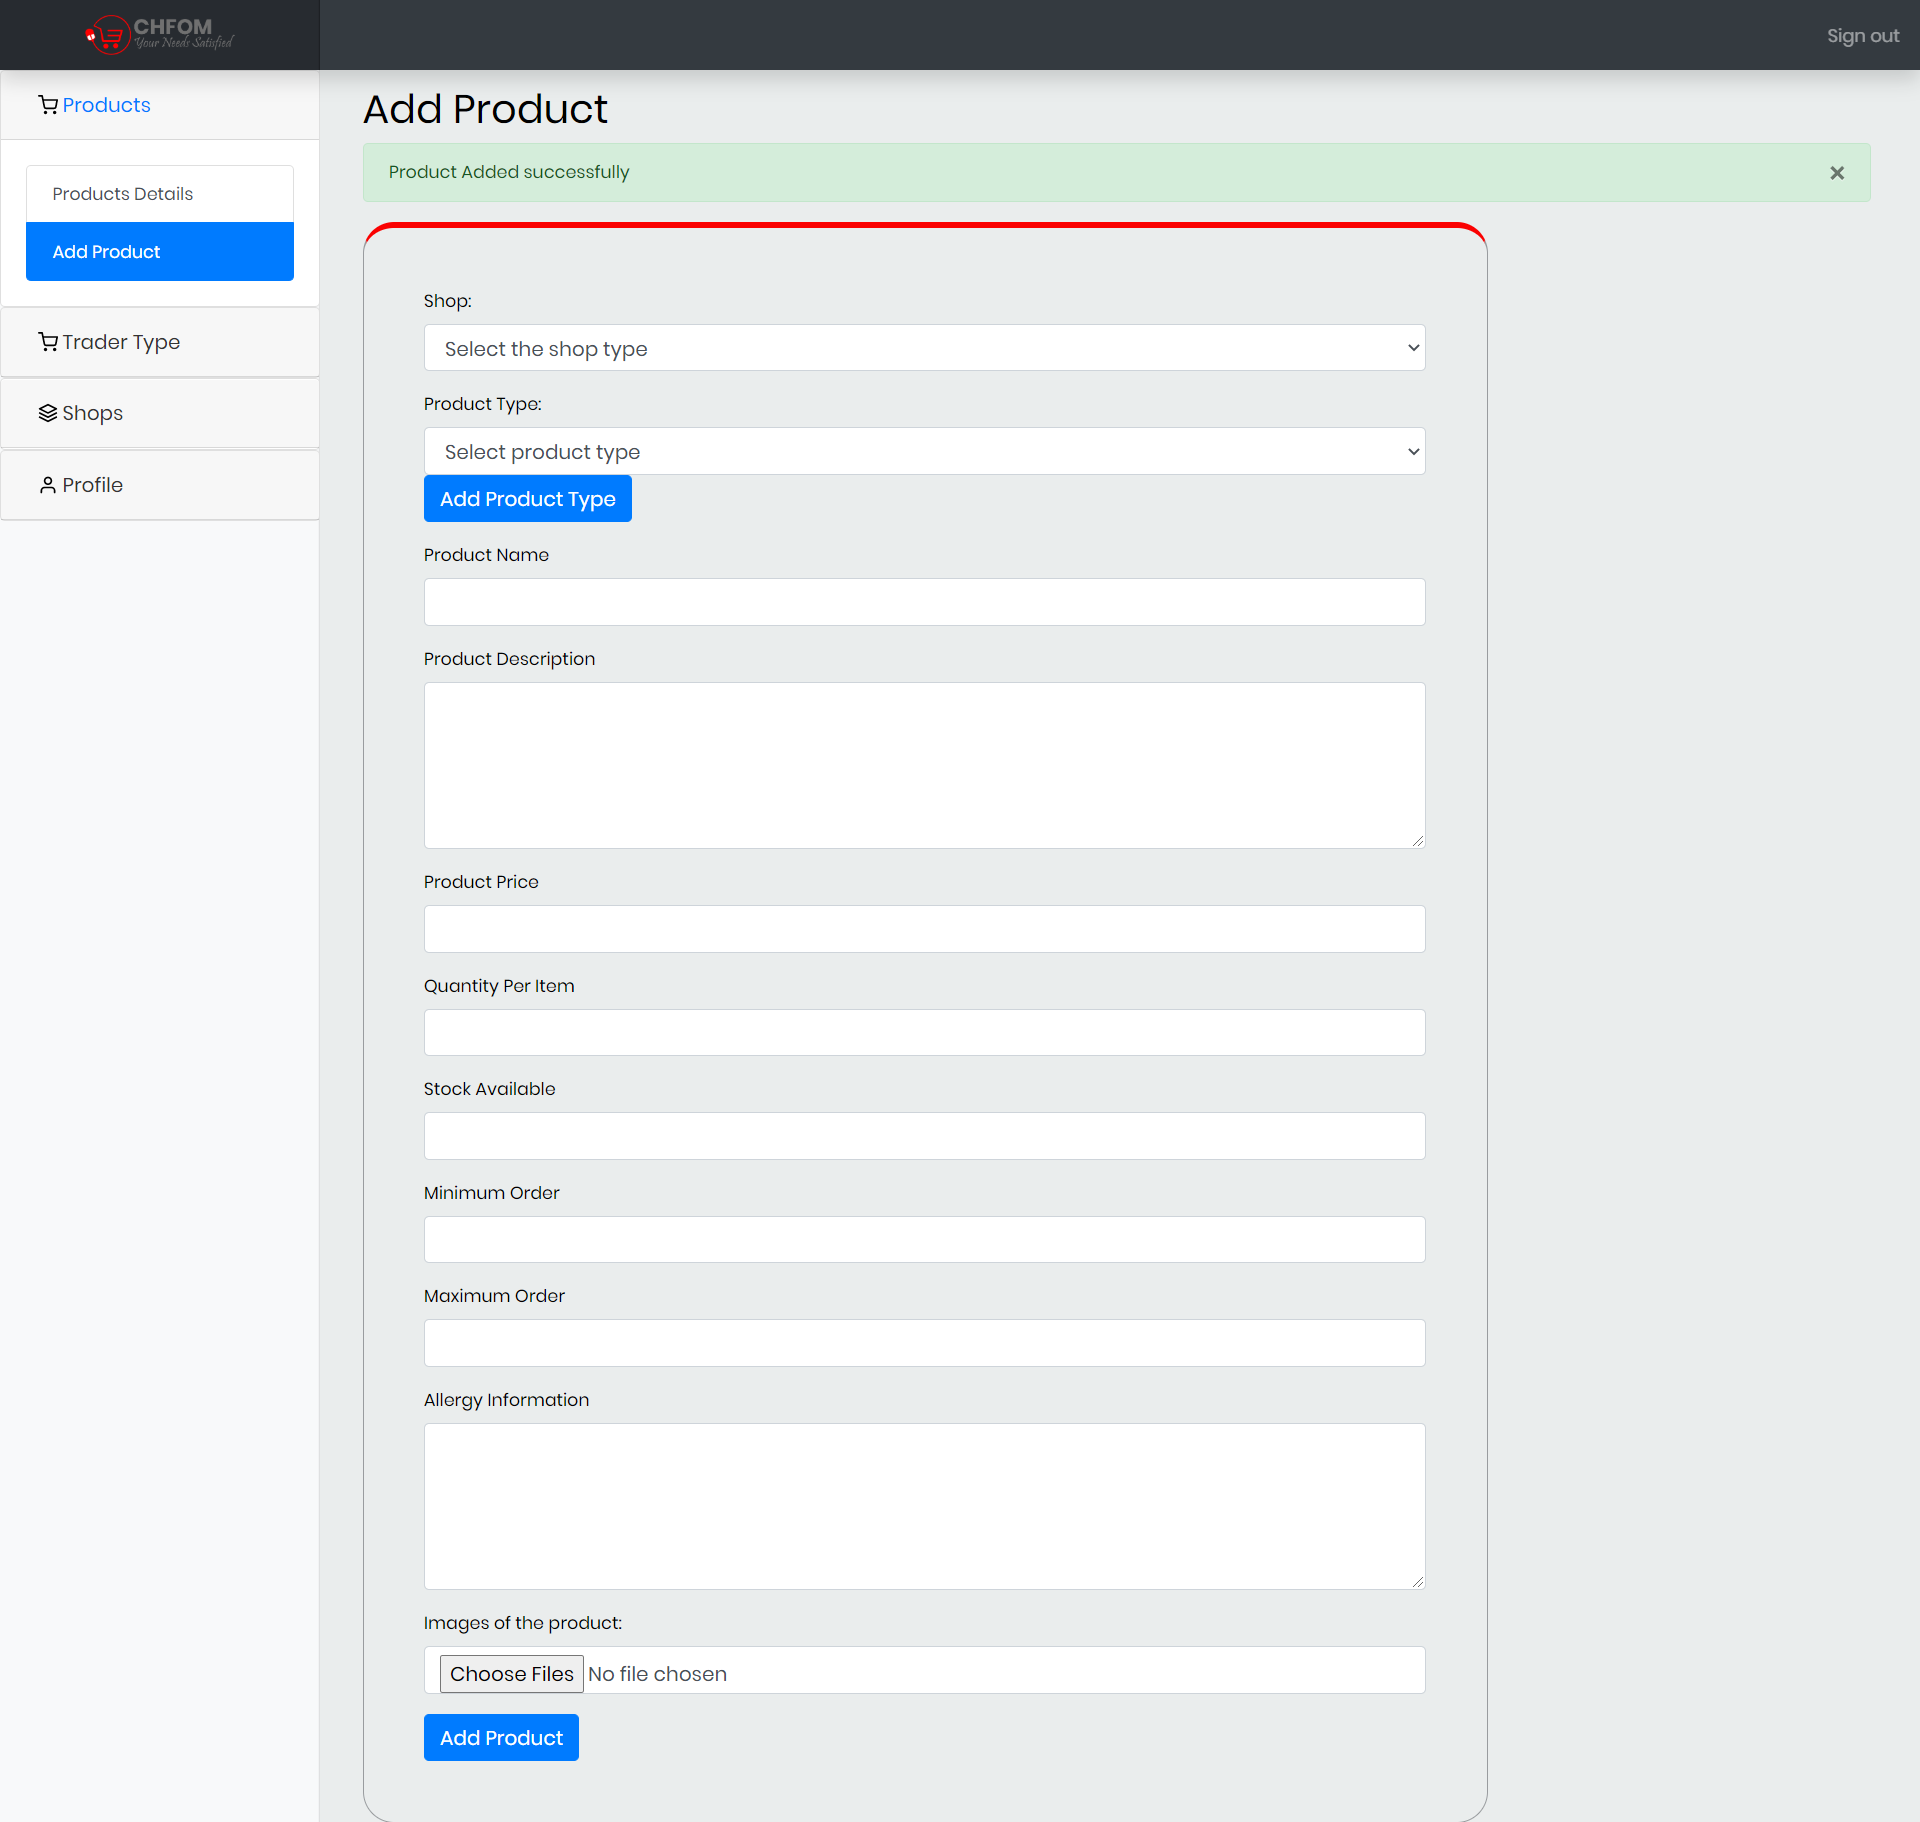 CHFOM
Your Needs Satisfied
Sign out
Products
Products Details
Add Product
Trader Type
Shops
Profile
Add Product
Product Added successfully
×
Shop:
Select the shop type
Product Type:
Select product type
Add Product Type
Product Name
Product Description
Product Price
Quantity Per Item
Stock Available
Minimum Order
Maximum Order
Allergy Information
Images of the product:
Choose Files No file chosen
Add Product